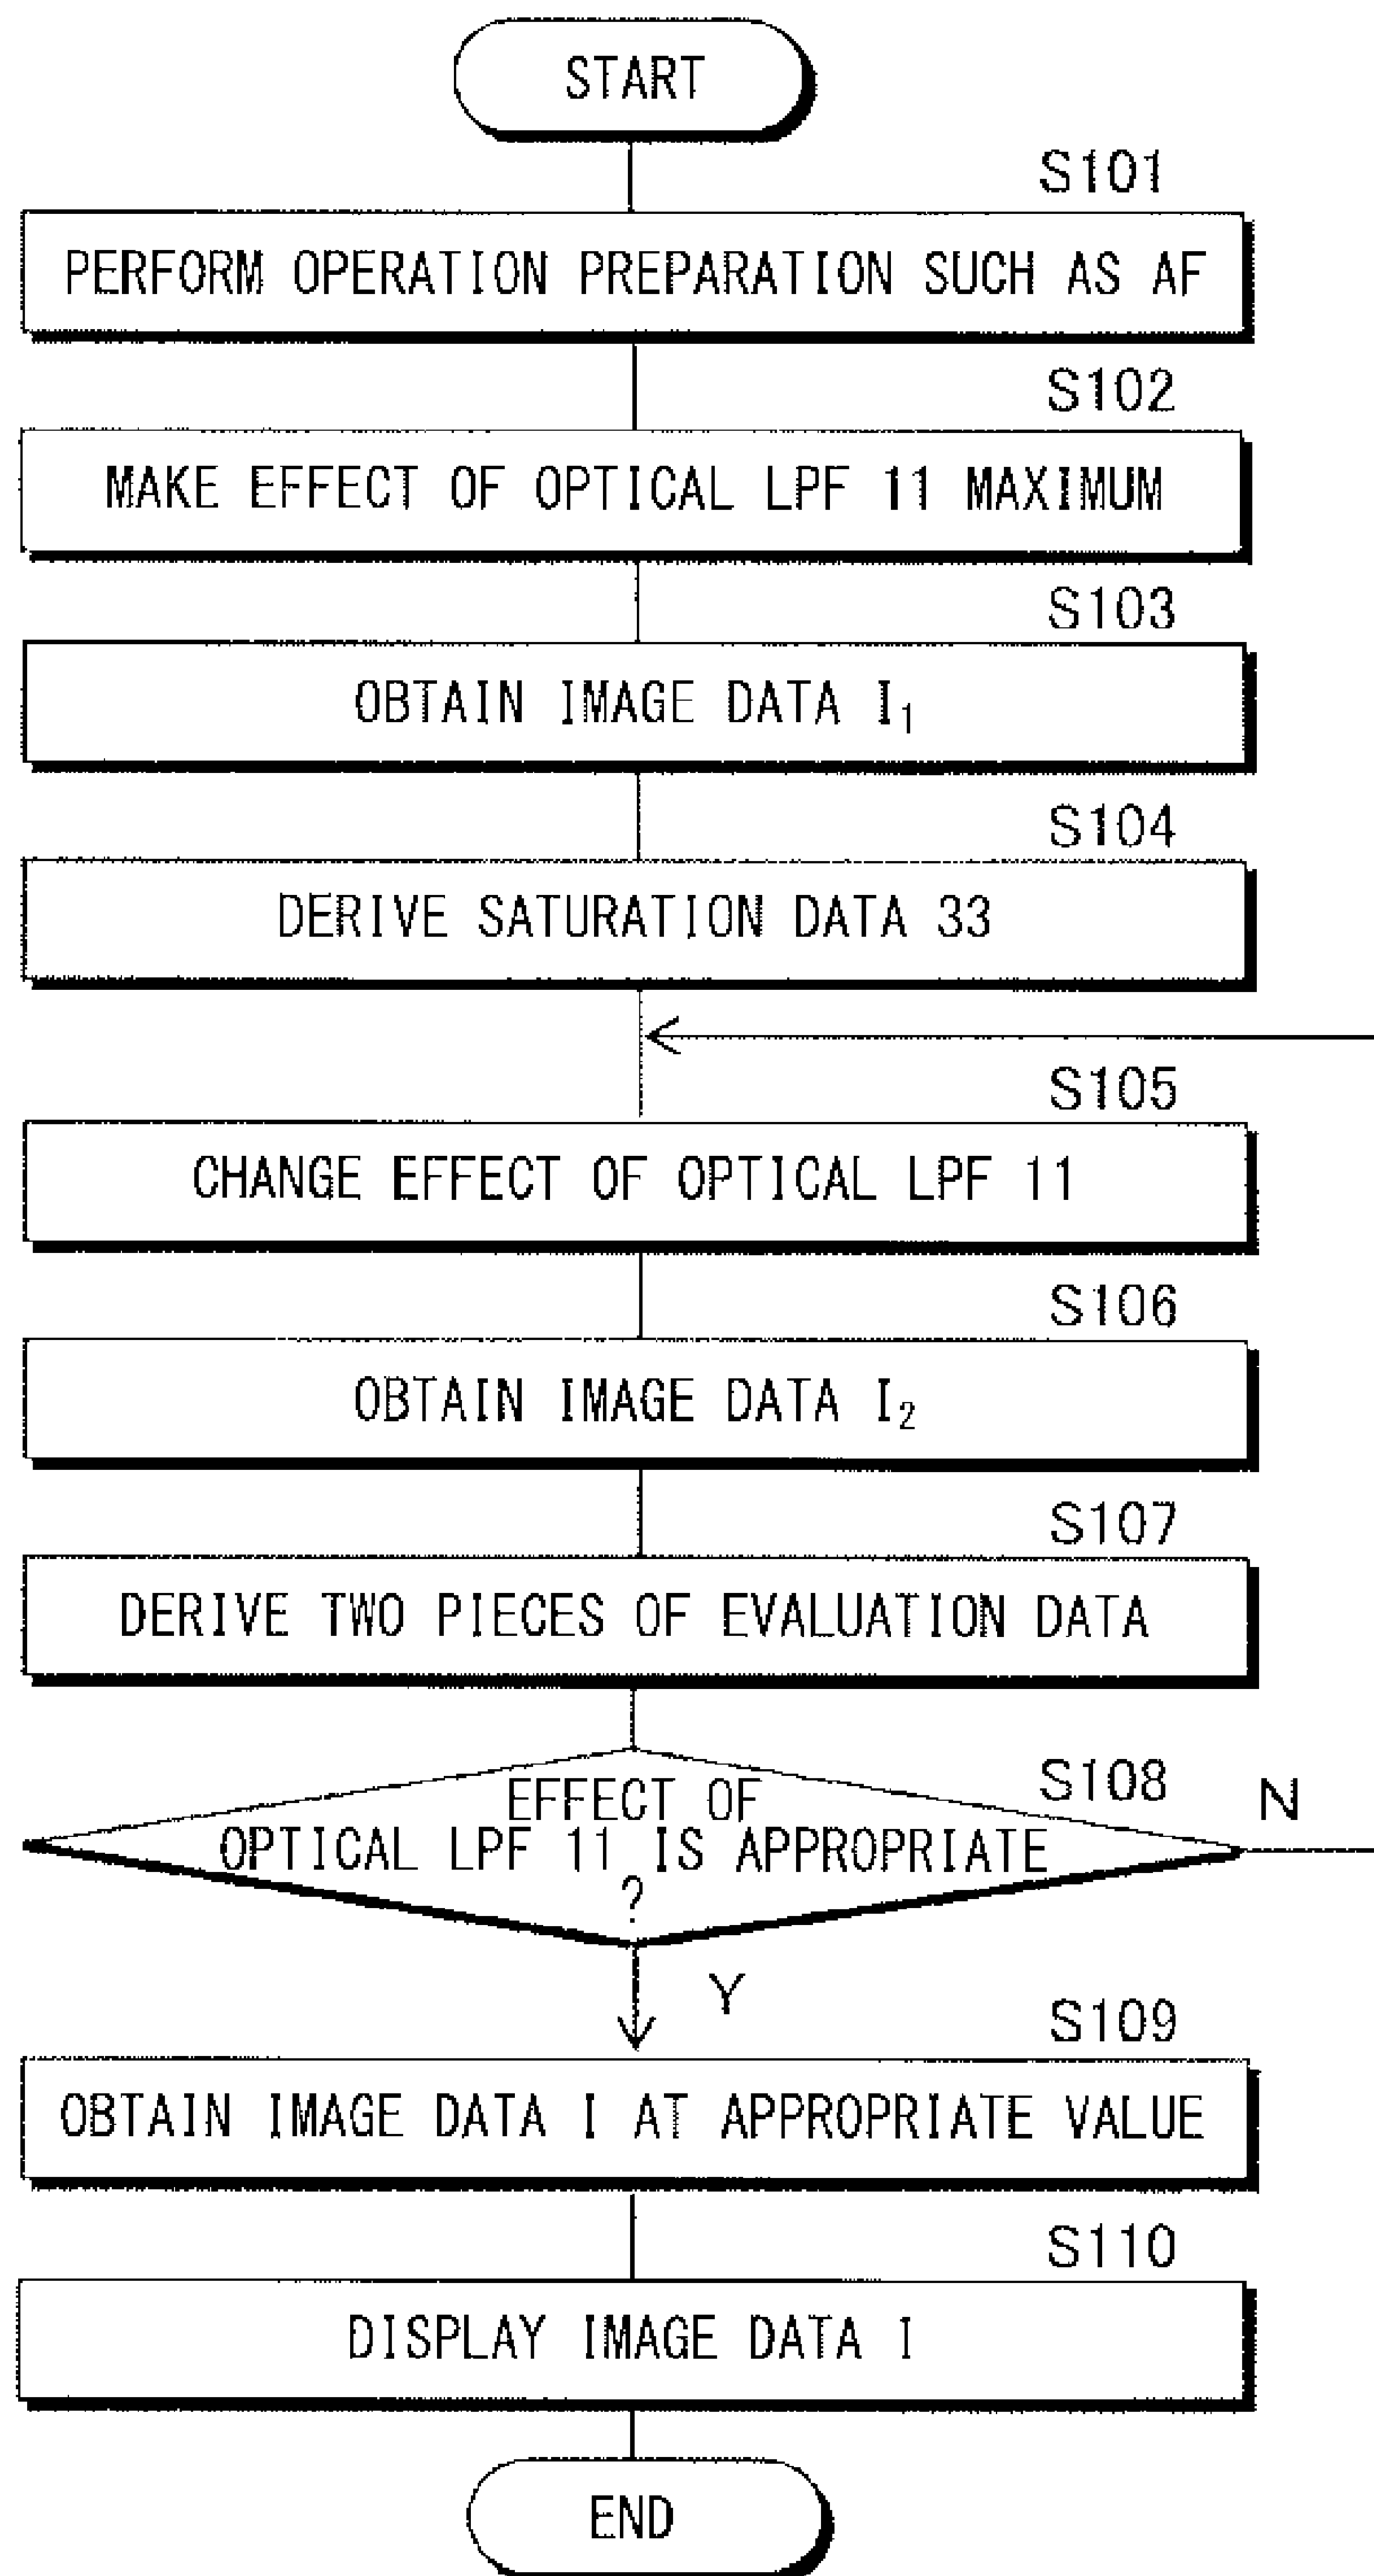 START
S101
PERFORM OPERATION PREPARATION SUCH AS AF
S102
MAKE EFFECT OF OPTICAL LPF 11 MAXIMUM
S103
OBTAIN IMAGE DATA I₁
S104
DERIVE SATURATION DATA 33
S105
CHANGE EFFECT OF OPTICAL LPF 11
S106
OBTAIN IMAGE DATA I₂
S107
DERIVE TWO PIECES OF EVALUATION DATA
S108
N
EFFECT OF
OPTICAL LPF 11 IS APPROPRIATE
?
Y
S109
OBTAIN IMAGE DATA I AT APPROPRIATE VALUE
S110
DISPLAY IMAGE DATA I
END